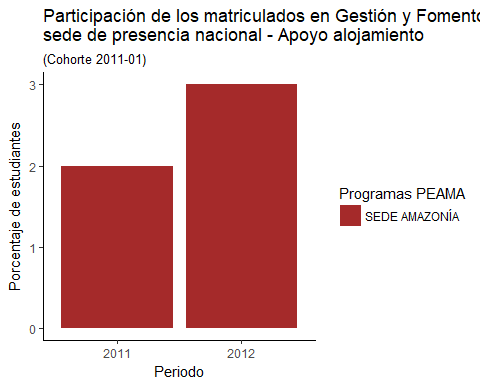 Participación de los matriculados en Gestión y Fomento
sede de presencia nacional - Apoyo alojamiento
(Cohorte 2011-01)
Porcentaje de estudiantes
3
2
1
0
2011
2012
Periodo
Programas PEAMA
SEDE AMAZONÍA